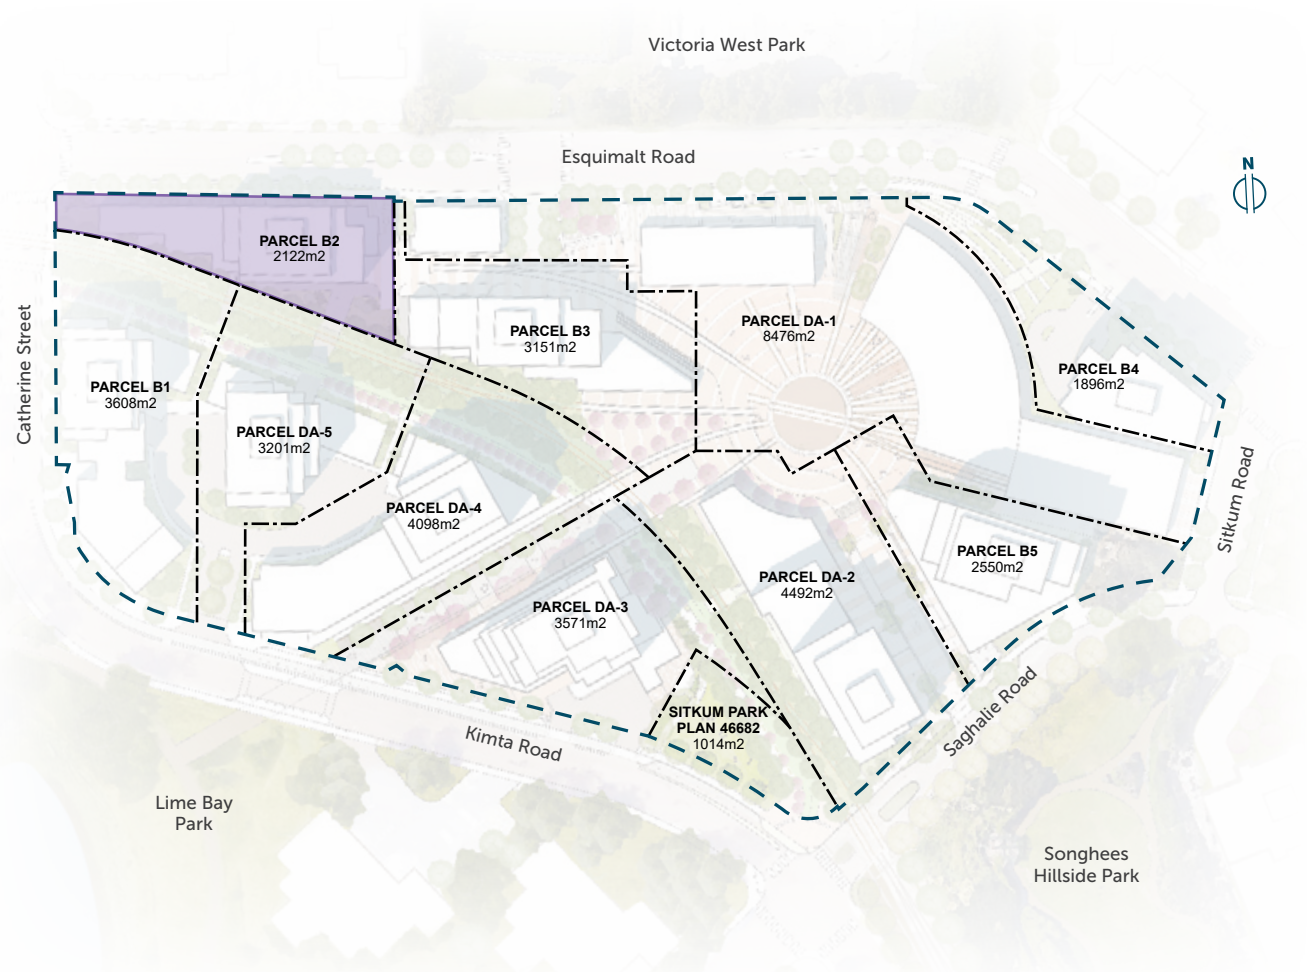 Victoria West Park
Esquimalt Road
N
PARCEL B2
2122m2
PARCEL DA-1
8476m2
PARCEL B3
3151m2
Catherine Street
PARCEL B1
3608m2
PARCEL B4
1896m2
PARCEL DA-5
3201m2
PARCEL DA-4
4098m2
Sitkum Road
PARCEL B5
2550m2
PARCEL DA-2
4492m2
PARCEL DA-3
3571m2
SITKUM PARK
PLAN 46682
1014m2
Saghalie Road
Kimta Road
Lime Bay
Park
Songhees
Hillside Park